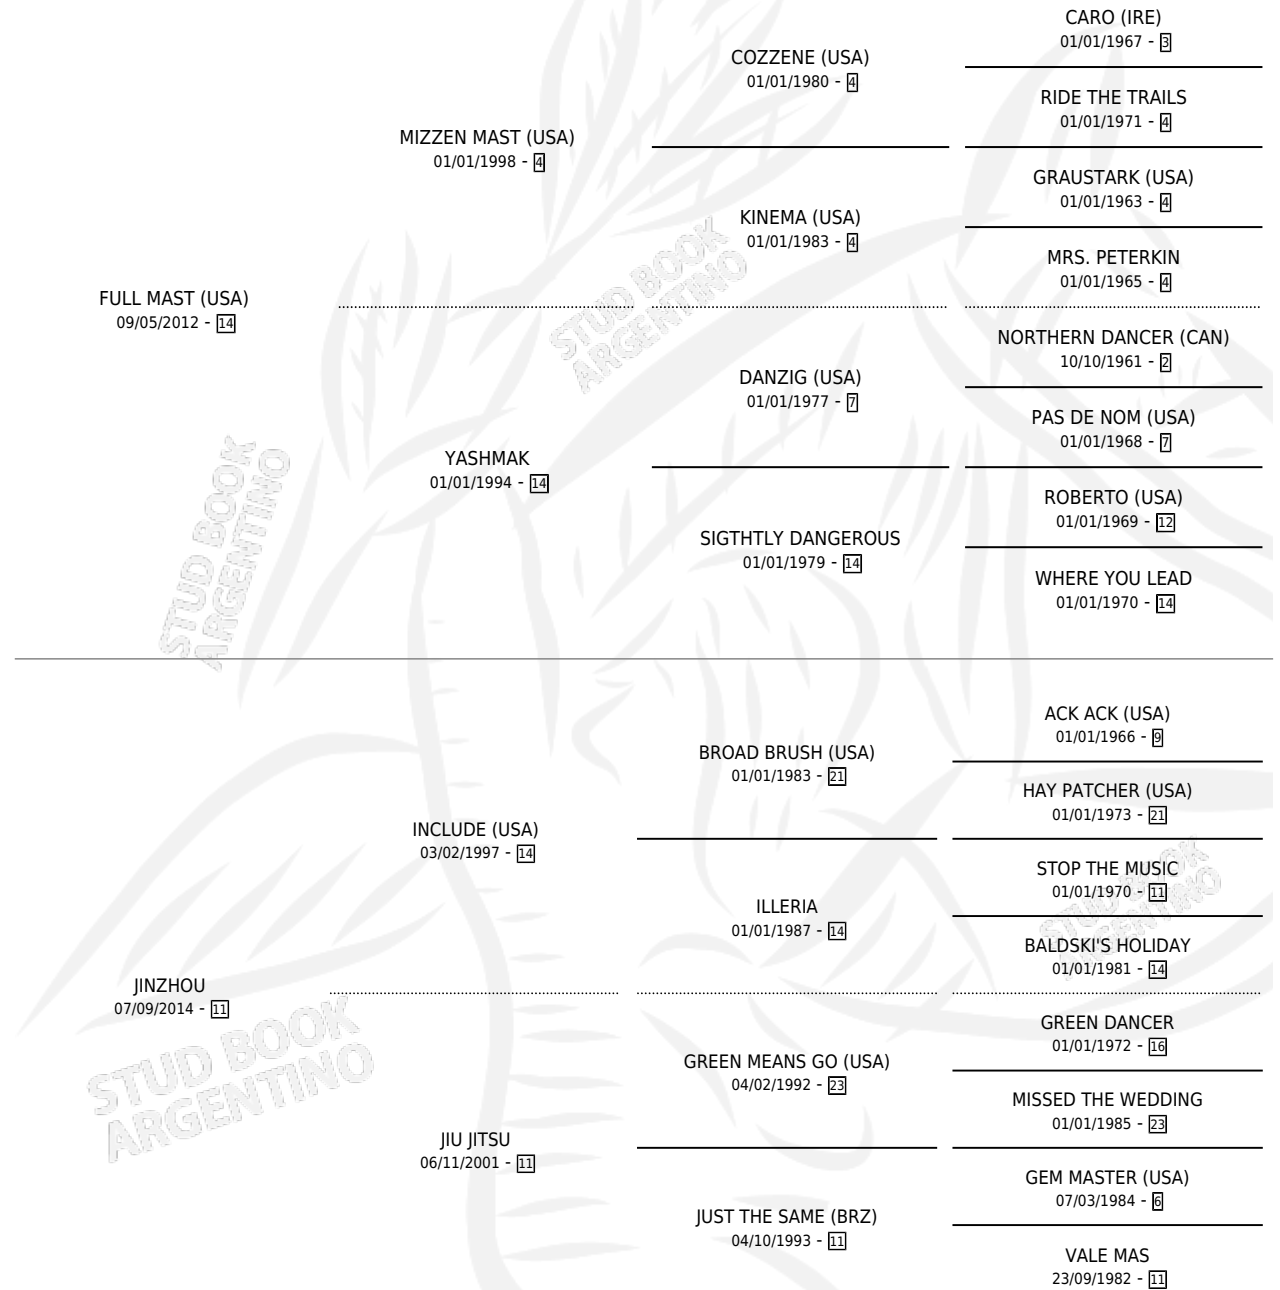 CARO (IRE)
01/01/1967 - 3
COZZENE (USA)
01/01/1980 - 4
RIDE THE TRAILS
01/01/1971 - 4
MIZZEN MAST (USA)
01/01/1998 - 4
GRAUSTARK (USA)
01/01/1963 - 4
KINEMA (USA)
01/01/1983 - 4
MRS. PETERKIN
01/01/1965 - 4
FULL MAST (USA)
09/05/2012 - 14
NORTHERN DANCER (CAN)
10/10/1961 - 2
DANZIG (USA)
01/01/1977 - 7
PAS DE NOM (USA)
01/01/1968 - 7
YASHMAK
01/01/1994 - 14
ROBERTO (USA)
01/01/1969 - 12
SIGTHTLY DANGEROUS
01/01/1979 - 14
WHERE YOU LEAD
01/01/1970 - 14
STUD BOOK
ARGENTINO
STUD BOOK
ARGENTINO
ACK ACK (USA)
01/01/1966 - 9
BROAD BRUSH (USA)
01/01/1983 - 21
HAY PATCHER (USA)
01/01/1973 - 21
INCLUDE (USA)
03/02/1997 - 14
STOP THE MUSIC
01/01/1970 - 11
ILLERIA
01/01/1987 - 14
BALDSKI'S HOLIDAY
01/01/1981 - 14
JINZHOU
07/09/2014 - 11
GREEN DANCER
01/01/1972 - 16
GREEN MEANS GO (USA)
04/02/1992 - 23
MISSED THE WEDDING
01/01/1985 - 23
JIU JITSU
06/11/2001 - 11
GEM MASTER (USA)
07/03/1984 - 6
JUST THE SAME (BRZ)
04/10/1993 - 11
VALE MAS
23/09/1982 - 11
STUD BOOK
ARGENTINO
STUD BOOK
ARGENTINO